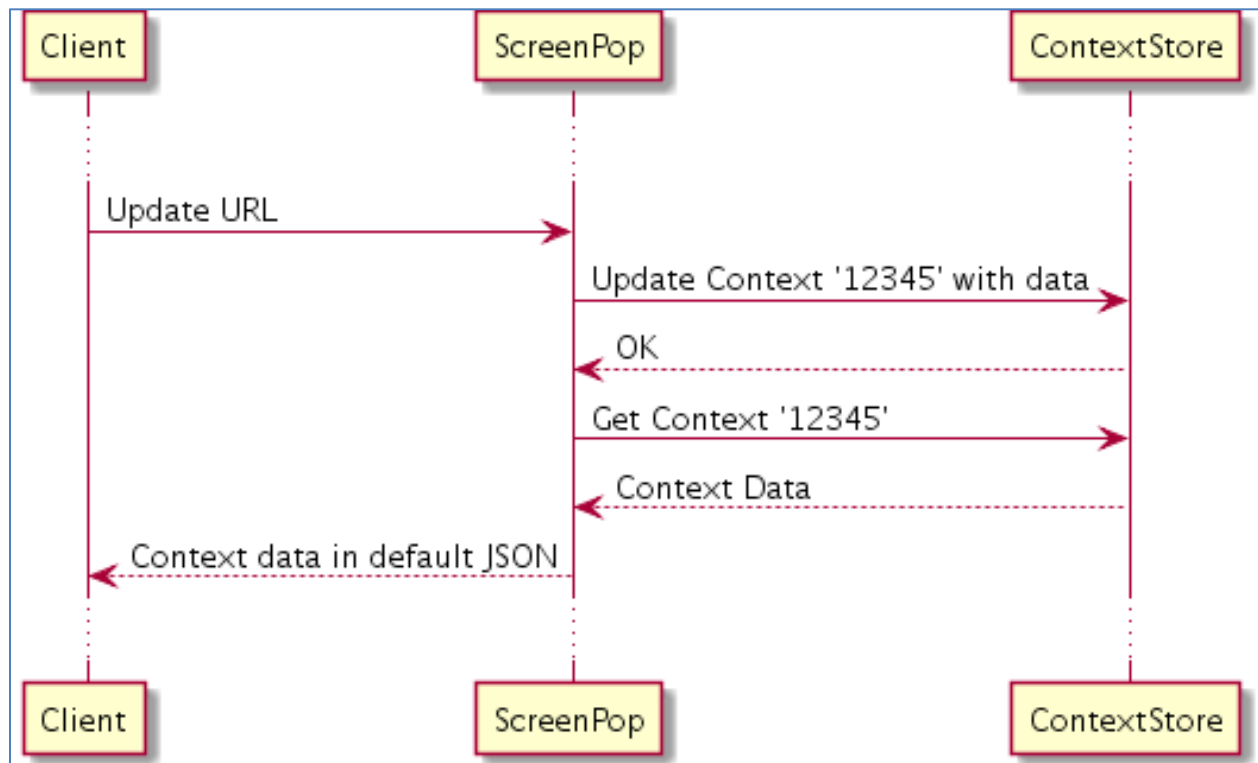 Client
ScreenPop
ContextStore
Update URL
Update Context '12345' with data
OK
Get Context '12345'
Context Data
Context data in default JSON
Client
ScreenPop
ContextStore